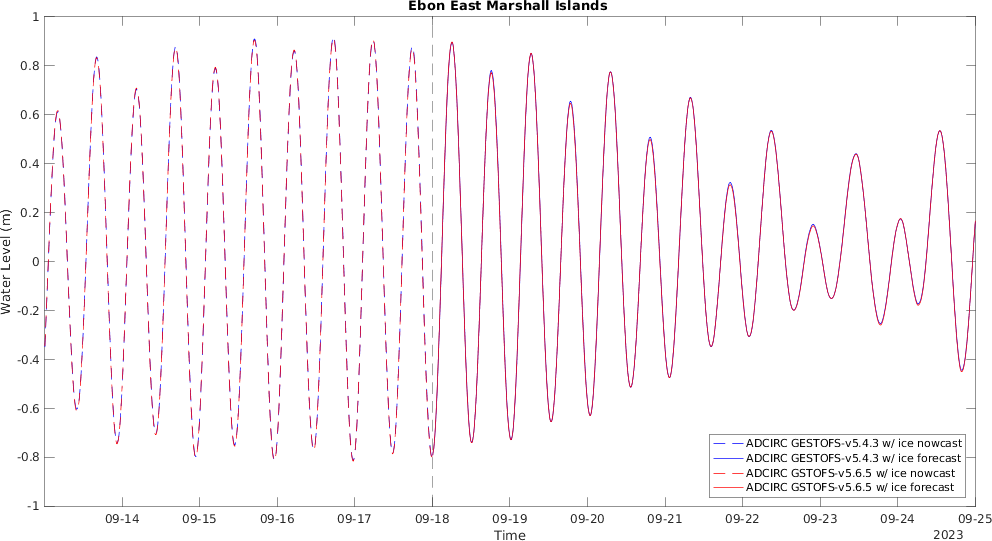 Ebon East Marshall Islands
Water Level (m)
1
0.8
0.6
0.4
0.2
0
-0.2
-0.4
-0.6
-0.8
-1
ADCIRC GESTOFS-v5.4.3 w/ ice nowcast
ADCIRC GESTOFS-v5.4.3 w/ ice forecast
ADCIRC GSTOFS-v5.6.5 w/ ice nowcast
ADCIRC GSTOFS-v5.6.5 w/ ice forecast
09-14 09-15 09-16 09-17 09-18 09-19 09-20 09-21 09-22 09-23 09-24 09-25
Time
2023